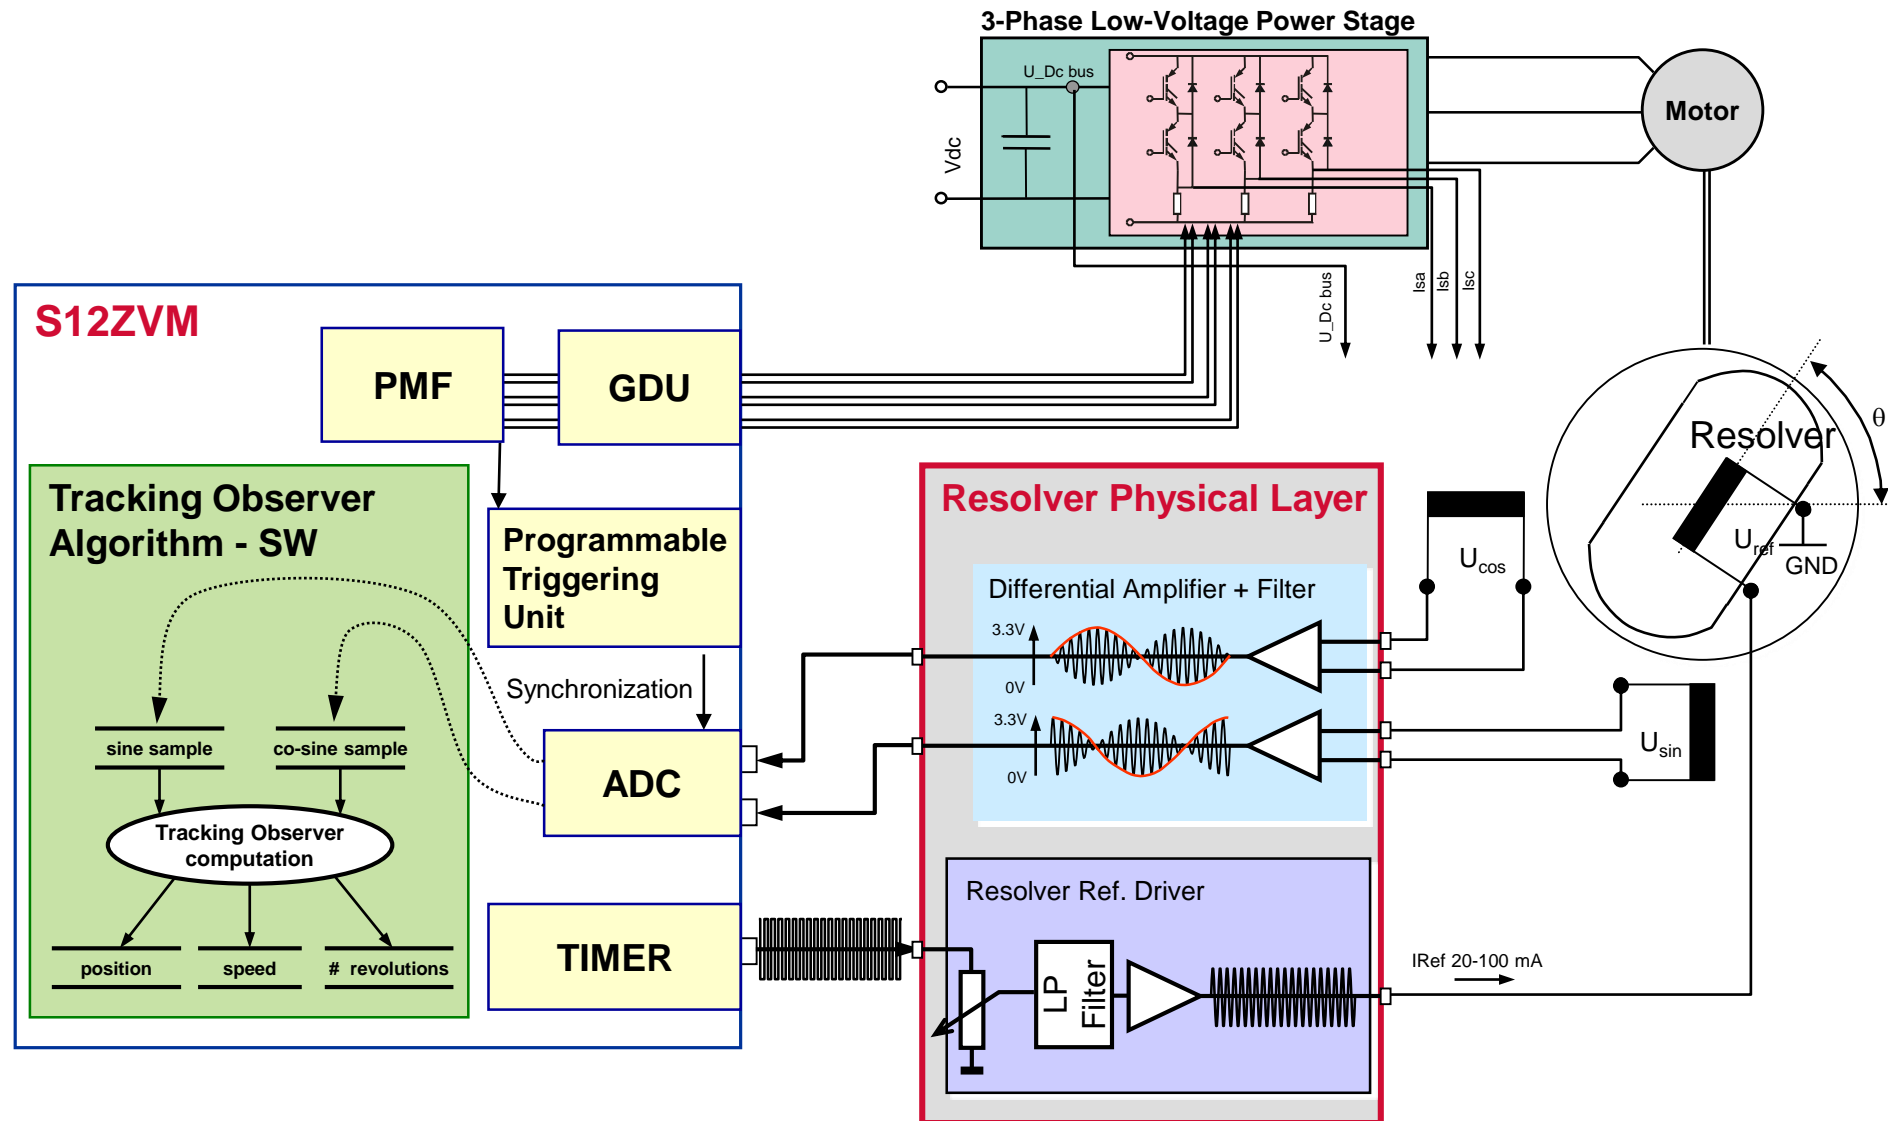 3-Phase Low-Voltage Power Stage
U_Dc bus
Vdc
Motor
U_Dc bus
Isa
Isb
Isc
S12ZVM
PMF
GDU
Tracking Observer
Algorithm - SW
Programmable
Triggering
Unit
Synchronization
sine sample
co-sine sample
ADC
Tracking Observer
computation
position
speed
# revolutions
TIMER
Resolver Physical Layer
Differential Amplifier + Filter
3.3V
0V
3.3V
0V
Resolver Ref. Driver
LP
Filter
IRef 20-100 mA
Ucos
Usin
Resolver
θ
Uref
GND